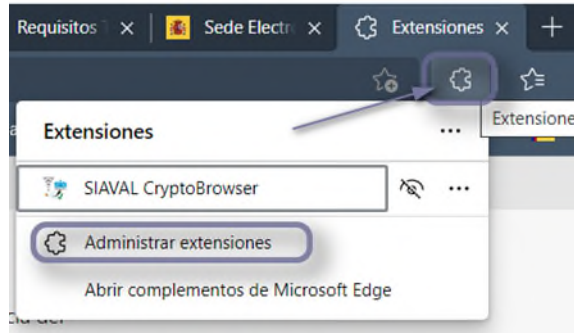 Requisitos
Sede Electr
Extensiones
Extensiones
Extensione
SIAVAL CryptoBrowser
Administrar extensiones
Abrir complementos de Microsoft Edge